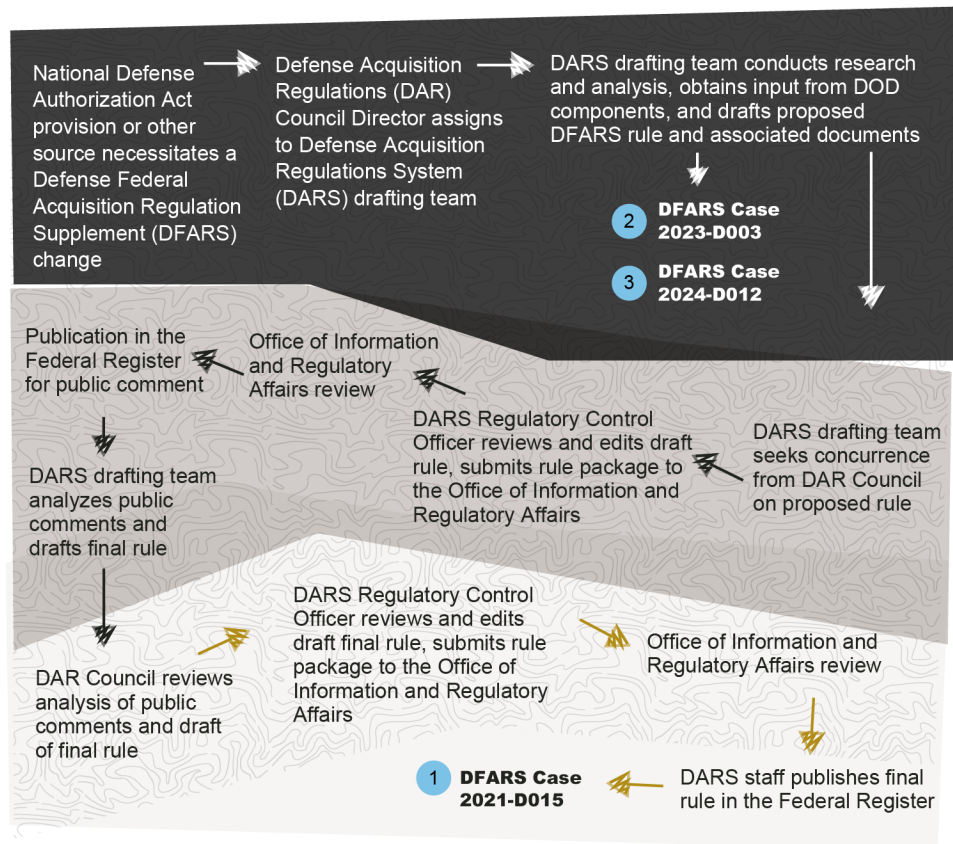 National Defense
Authorization Act
provision or other
source necessitates a
Defense Federal
Acquisition Regulation
Supplement (DFARS)
change
Defense Acquisition
Regulations (DAR)
Council Director assigns
to Defense Acquisition
Regulations System
(DARS) drafting team
DARS drafting team conducts research
and analysis, obtains input from DOD
components, and drafts proposed
DFARS rule and associated documents
2 DFARS Case
2023-D003
3 DFARS Case
2024-D012
DARS drafting team
seeks concurrence
from DAR Council
on proposed rule
DARS Regulatory Control
Officer reviews and edits draft
rule, submits rule package to
the Office of Information and
Regulatory Affairs
Office of Information
and Regulatory
Affairs review
Publication in the
Federal Register
for public comment
DARS drafting team
analyzes public
comments and
drafts final rule
DAR Council reviews
analysis of public
comments and draft
of final rule
DARS Regulatory Control
Officer reviews and edits
draft final rule, submits rule
package to the Office of
Information and Regulatory
Affairs
Office of Information and
Regulatory Affairs review
DARS staff publishes final
rule in the Federal Register
1 DFARS Case
2021-D015